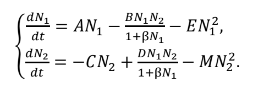 dN₁/dt = AN₁ − BN₁N₂/(1+βN₁) − EN₁²,
dN₂/dt = −CN₂ + DN₁N₂/(1+βN₁) − MN₂².